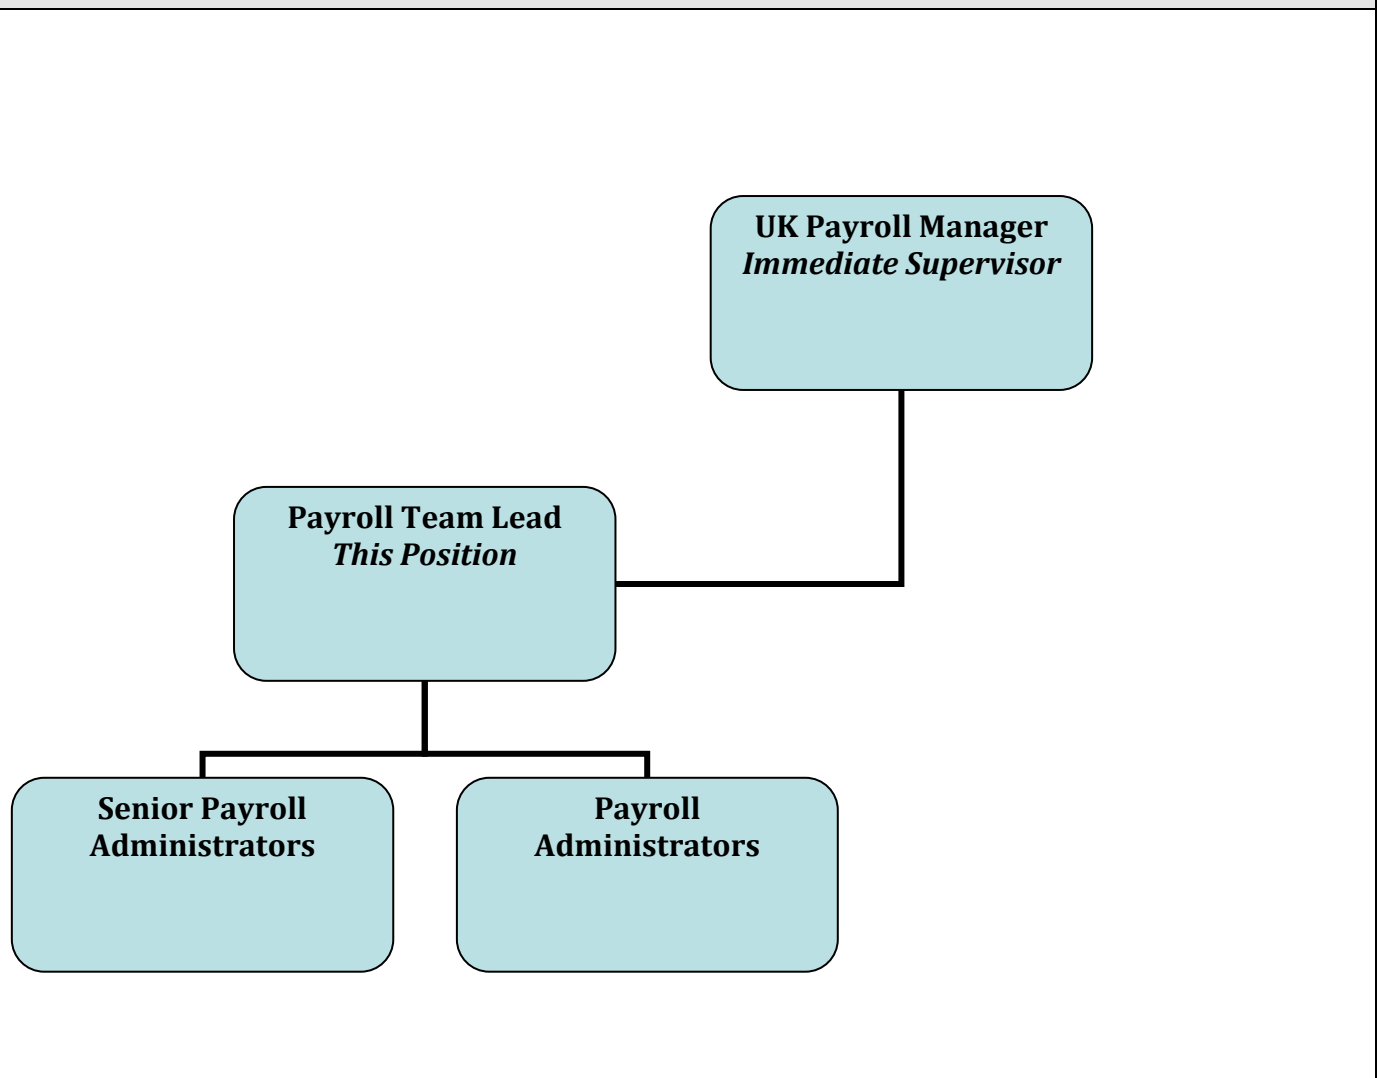 UK Payroll Manager
Immediate Supervisor
Payroll Team Lead
This Position
Senior Payroll
Administrators
Payroll
Administrators